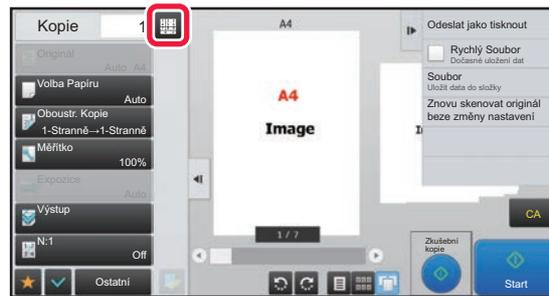 Kopie 1
Originál
Auto A4
Volba Papíru
Auto
Oboustr. Kopie
1-Stranně→1-Stranně
Měřítko
100%
Expozice
Auto
Výstup
N:1
Off
Ostatní
A4
A4
Image
1 / 7
Odeslat jako tisknout
Rychlý Soubor
Dočasné uložení dat
Soubor
Uložit data do složky
Znovu skenovat originál
beze změny nastavení
CA
Zkušební
kopie
Start